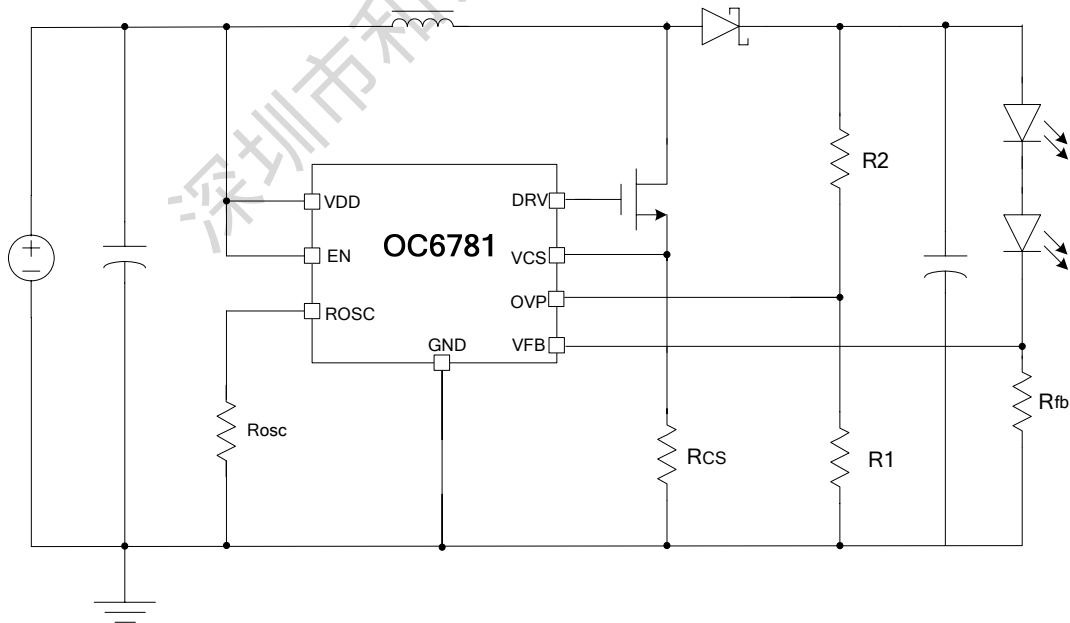 深圳市和
R2
VDD
DRV
OC6781
EN
VCS
OVP
ROSC
GND
VFB
Rfb
Rosc
RCS
R1